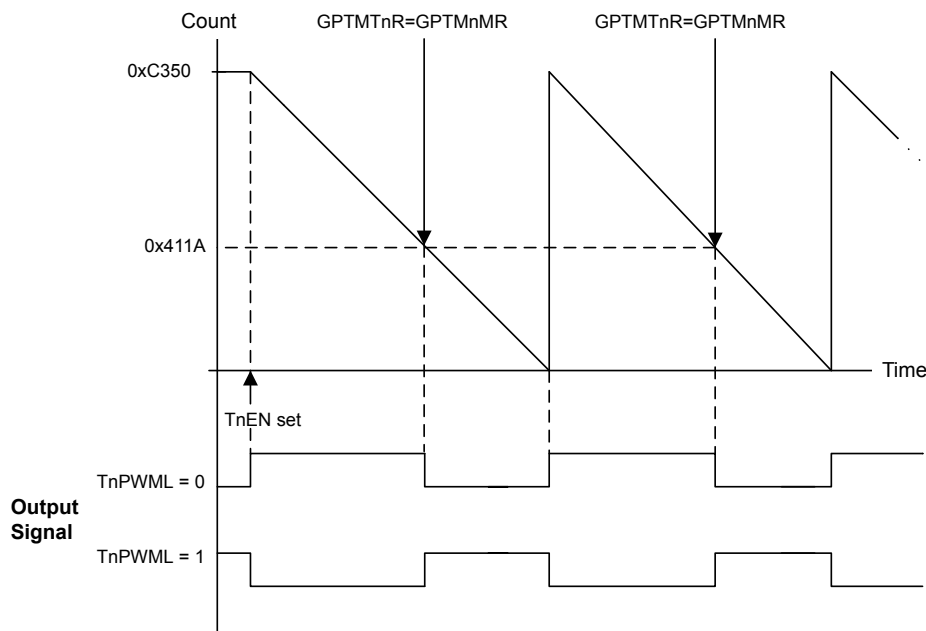 Count
GPTMTnR=GPTMnMR
GPTMTnR=GPTMnMR
0xC350
0x411A
Time
TnEN set
TnPWML = 0
Output
Signal
TnPWML = 1